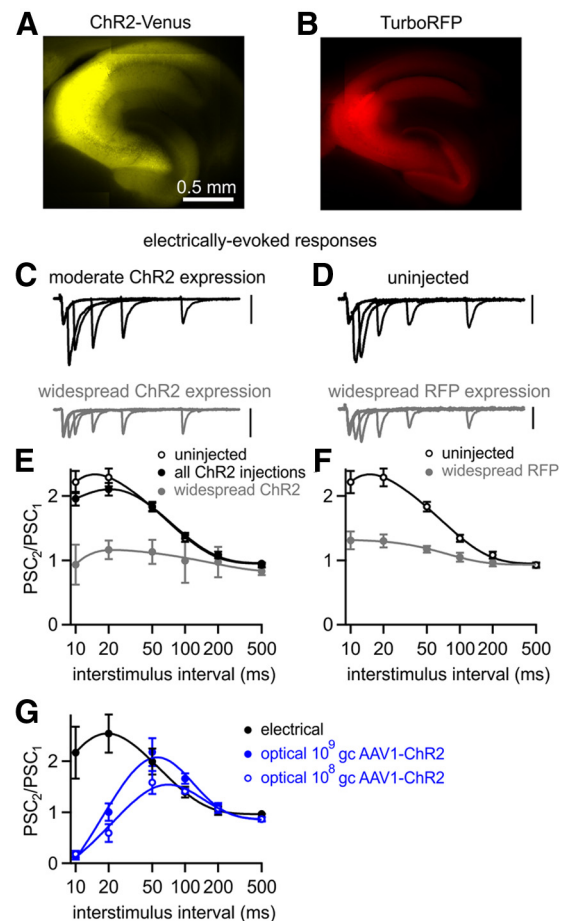 A
ChR2-Venus
0.5 mm
B
TurboRFP
electrically-evoked responses
C
moderate ChR2 expression
D
uninjected
widespread ChR2 expression
widespread RFP expression
E
uninjected
all ChR2 injections
widespread ChR2
PSC2/PSC1
2
1
0
10 20 50 100 200 500
interstimulus interval (ms)
F
uninjected
widespread RFP
2
1
0
10 20 50 100 200 500
interstimulus interval (ms)
G
electrical
optical 10^9 gc AAV1-ChR2
optical 10^8 gc AAV1-ChR2
PSC2/PSC1
2
1
0
10 20 50 100 200 500
interstimulus interval (ms)